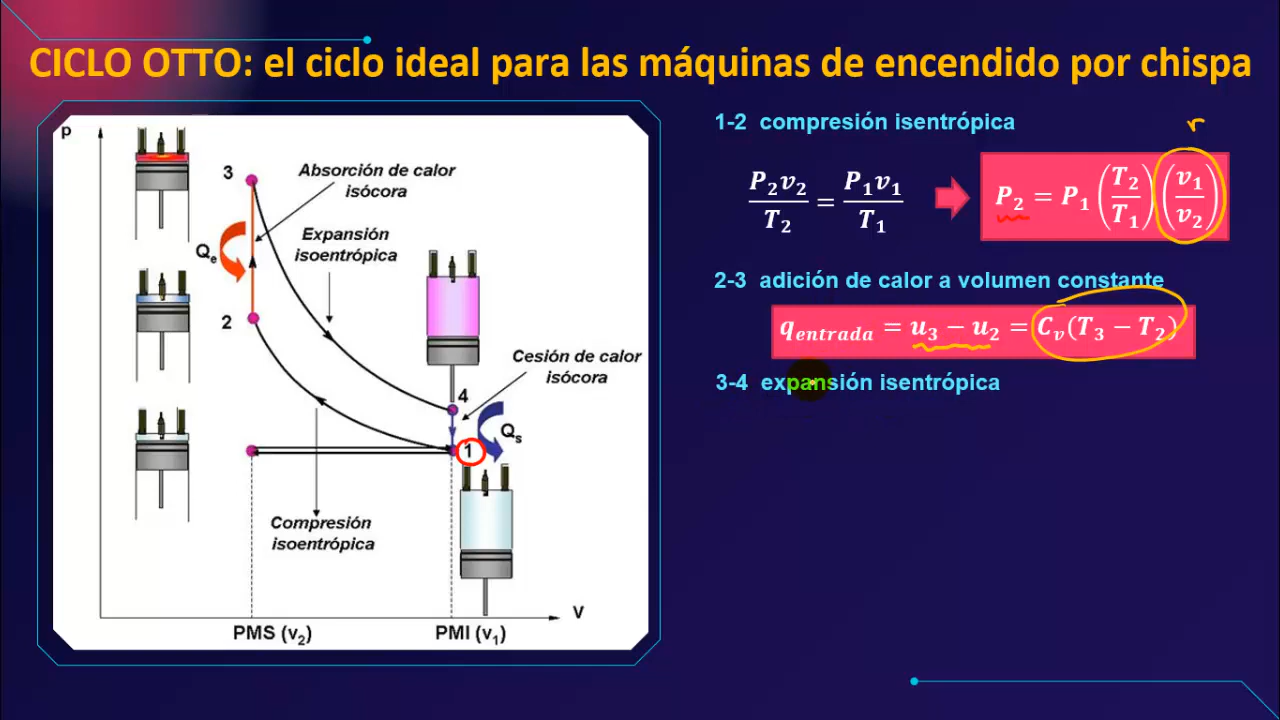 CICLO OTTO: el ciclo ideal para las máquinas de encendido por chispa
p
3
Absorción de calor
isócora
Expansión
isoentrópica
Qe
2
Cesión de calor
isócora
4
1
Qs
Compresión
isoentrópica
V
PMS (v₂)
PMI (v₁)
1-2 compresión isentrópica
r
P₂v₂/T₂ = P₁v₁/T₁
P₂ = P₁ (T₂/T₁) (v₁/v₂)
2-3 adición de calor a volumen constante
q entrada = u₃ − u₂ = Cᵥ(T₃ − T₂)
3-4 expansión isentrópica